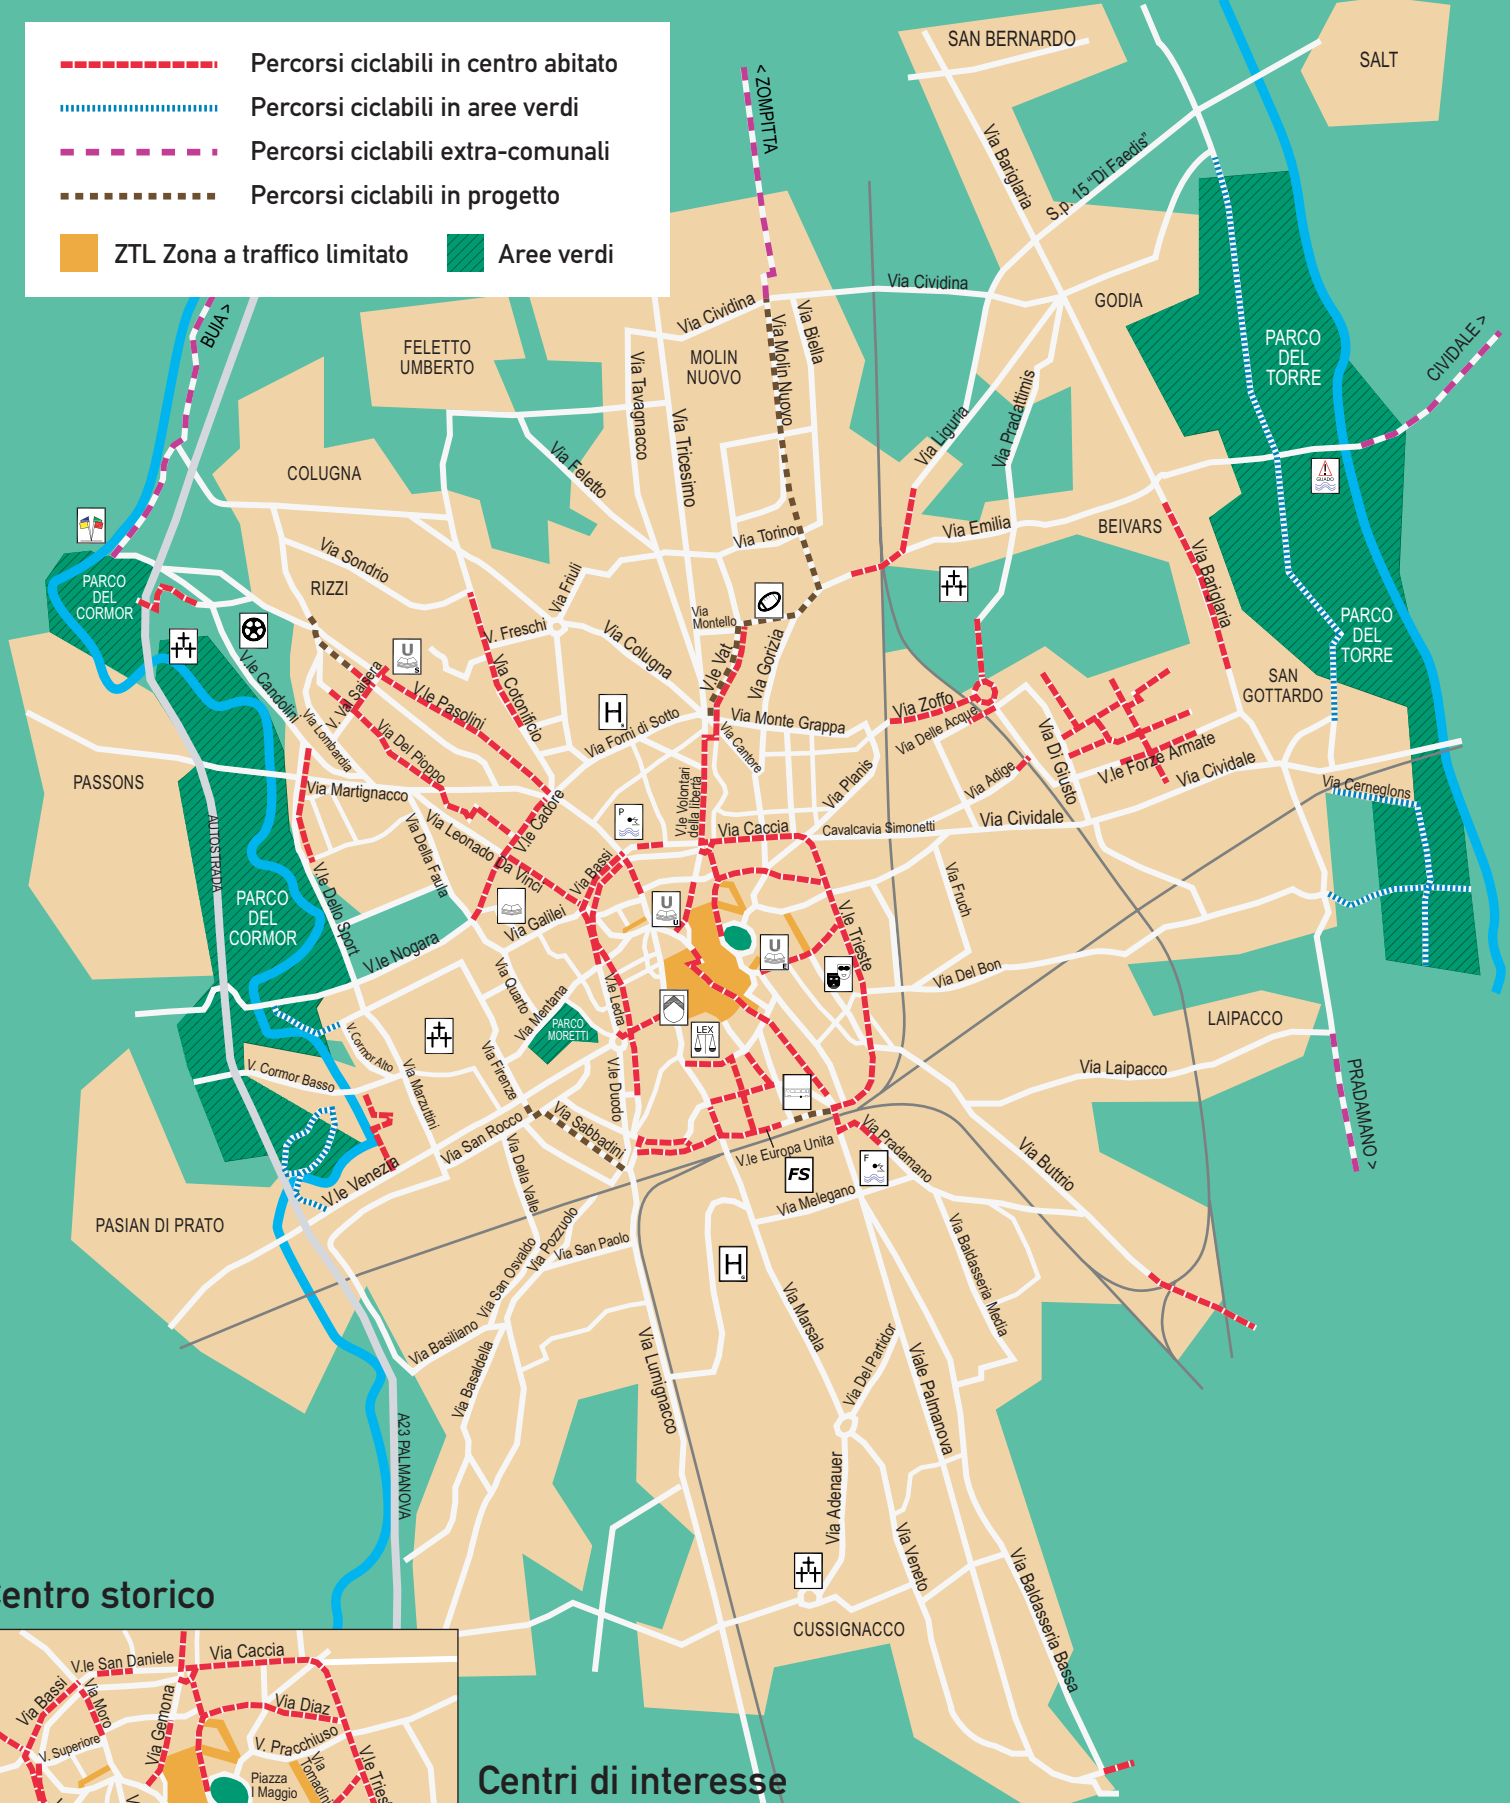 Percorsi ciclabili in centro abitato
Percorsi ciclabili in aree verdi
Percorsi ciclabili extra-comunali
Percorsi ciclabili in progetto
ZTL Zona a traffico limitato
Aree verdi
SAN BERNARDO
SALT
< ZOMPITTA
Via Bariglaria
S.p. 15 "Di Faedis"
BUIA >
Via Cividina
Via Cividina
GODIA
FELETTO
UMBERTO
MOLIN
NUOVO
Via Biella
Via Molin Nuovo
Via Tavagnacco
Via Tricesimo
PARCO
DEL
TORRE
CIVIDALE >
Via Liguria
Via Pradattimis
COLUGNA
Via Feletto
GUADO
Via Torino
Via Emilia
BEIVARS
Via Bariglaria
Via Sondrio
RIZZI
Via Friuli
PARCO
DEL
CORMOR
V. Freschi
Via
Montello
Via Colugna
V.le Vat
Via Gorizia
PARCO
DEL
TORRE
U
S
V.le Candolini
V. Val Saisera
V.le Pasolini
Via Cotonificio
SAN
GOTTARDO
H
Via Forni di Sotto
Via Monte Grappa
Via Zoffo
Via Delle Acque
Via Lombardia
Via Del Pioppo
Via Cantore
Via Di Giusto
V.le Forze Armate
PASSONS
Via Martignacco
V.le Volontari
della libertà
Via Planis
Via Adige
Via Cividale
Via Cerneglons
AUTOSTRADA
Via Della Faula
Via Leonado Da Vinci
V.le Cadore
P
Via Caccia
Cavalcavia Simonetti
Via Cividale
Via Bassi
V.le Dello Sport
PARCO
DEL
CORMOR
Via Galilei
U
U
V.le Trieste
Via Fruch
V.le Nogara
U
E
Via Del Bon
Via Quarto
Via Mentana
V.le Ledra
PARCO
MORETTI
LEX
LAIPACCO
V. Cormor Alto
V. Cormor Basso
Via Marzuttini
Via Firenze
V.le Duodo
Via Laipacco
PRADAMANO >
Via San Rocco
Via Sabbadini
Via Della Valle
V.le Europa Unita
Via Pradamano
FS
F
Via Buttrio
V.le Venezia
Via Melegano
PASIAN DI PRATO
Via Pozzuolo
Via San Osvaldo
Via San Paolo
H
Via Baldasseria Media
Via Marsala
Via Basiliano
Via Basaldella
Via Lumignacco
Via Del Partidor
Viale Palmanova
A23 PALMANOVA
Via Adenauer
Via Veneto
Via Baldasseria Bassa
CUSSIGNACCO
entro storico
V.le San Daniele
Via Caccia
Via Bassi
Via Moro
Via Gemona
Via Diaz
V. Superiore
V. Pracchiuso
Via
Tomadini
Piazza
I Maggio
V.le Tries
Centri di interesse